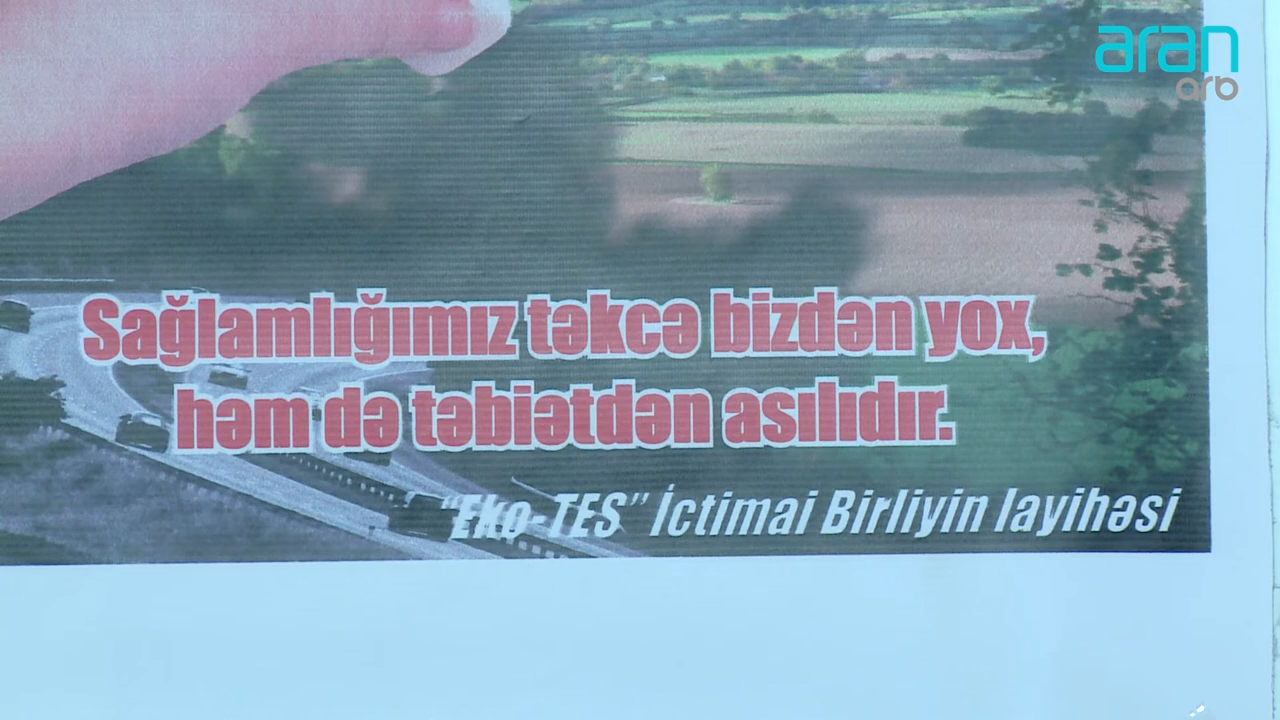 aran
arb
Sağlamlığımız təkcə bizdən yox,
həm də təbiətdən asılıdır.
"Eko-TES" İctimai Birliyin layihəsi